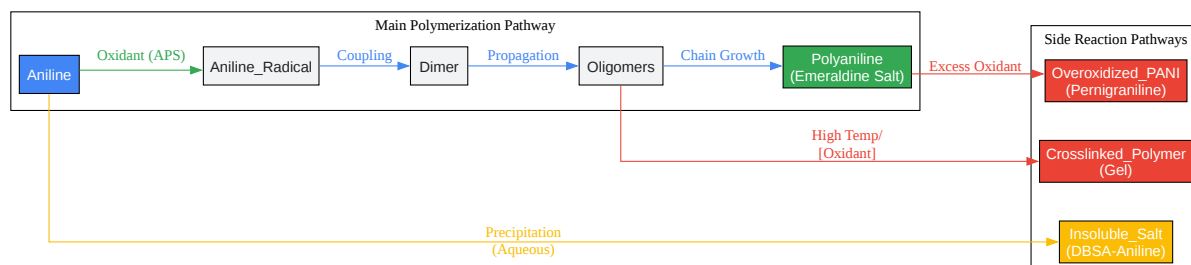 Main Polymerization Pathway
Side Reaction Pathways
Aniline
Oxidant (APS)
Aniline_Radical
Coupling
Dimer
Propagation
Oligomers
Chain Growth
Polyaniline
(Emeraldine Salt)
Excess Oxidant
Overoxidized_PANI
(Pernigraniline)
High Temp/
[Oxidant]
Crosslinked_Polymer
(Gel)
Precipitation
(Aqueous)
Insoluble_Salt
(DBSA-Aniline)